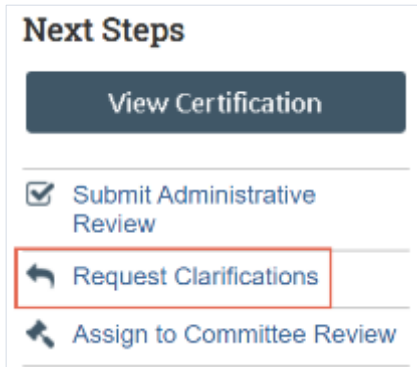 Next Steps
View Certification
Submit Administrative
Review
Request Clarifications
Assign to Committee Review